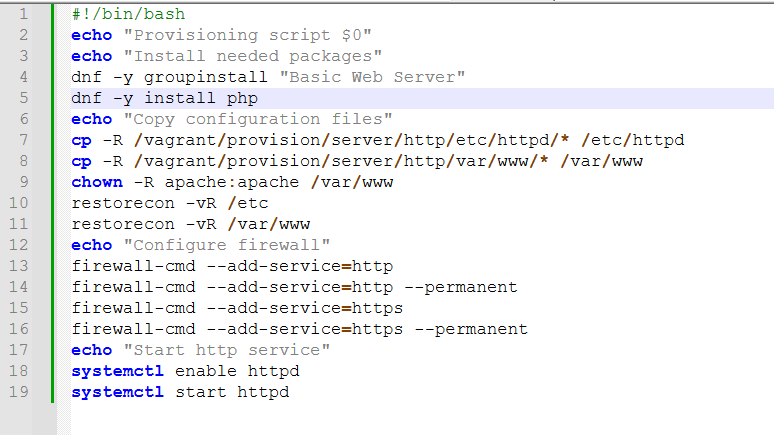 1 #!/bin/bash
2 echo "Provisioning script $0"
3 echo "Install needed packages"
4 dnf -y groupinstall "Basic Web Server"
5 dnf -y install php
6 echo "Copy configuration files"
7 cp -R /vagrant/provision/server/http/etc/httpd/* /etc/httpd
8 cp -R /vagrant/provision/server/http/var/www/* /var/www
9 chown -R apache:apache /var/www
10 restorecon -vR /etc
11 restorecon -vR /var/www
12 echo "Configure firewall"
13 firewall-cmd --add-service=http
14 firewall-cmd --add-service=http --permanent
15 firewall-cmd --add-service=https
16 firewall-cmd --add-service=https --permanent
17 echo "Start http service"
18 systemctl enable httpd
19 systemctl start httpd